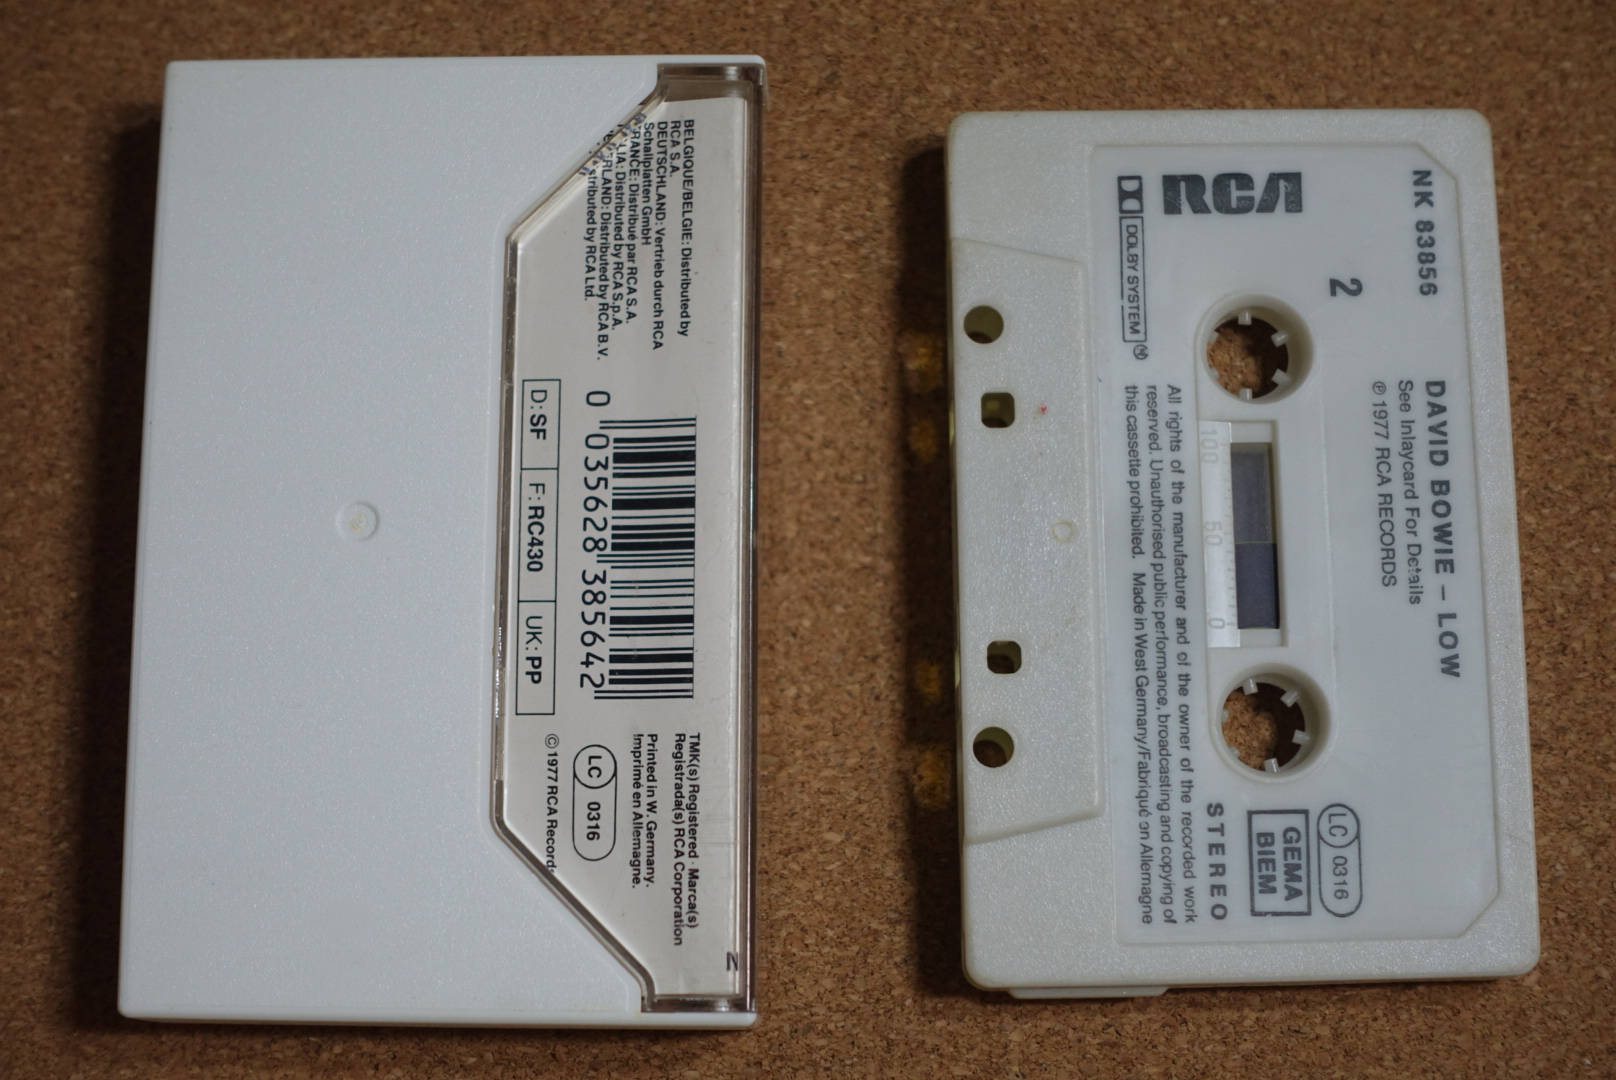 BELGIQUE/BELGIE: Distributed by
RCA S.A.
DEUTSCHLAND: Vertrieb durch RCA
Schallplatten GmbH
FRANCE: Distribué par RCA S.A.
Distributed by RCA S.p.A.
Distributed by RCA B.V.
Distributed by RCA Ltd.
0 035628 385642
D: SF F: RC430 UK: PP
TMK(s) Registered · Marca(s)
Registrada(s) RCA Corporation
Printed in W. Germany.
Imprimé en Allemagne.
LC 0316
© 1977 RCA Records
N
NK 83856
2
RCA
DOLBY SYSTEM
DAVID BOWIE – LOW
See Inlaycard For Details
℗ 1977 RCA RECORDS
100 50 0
All rights of the manufacturer and of the owner of the recorded work
reserved. Unauthorised public performance, broadcasting and copying of
this cassette prohibited. Made in West Germany/Fabriqué en Allemagne
LC 0316
GEMA
BIEM
STEREO